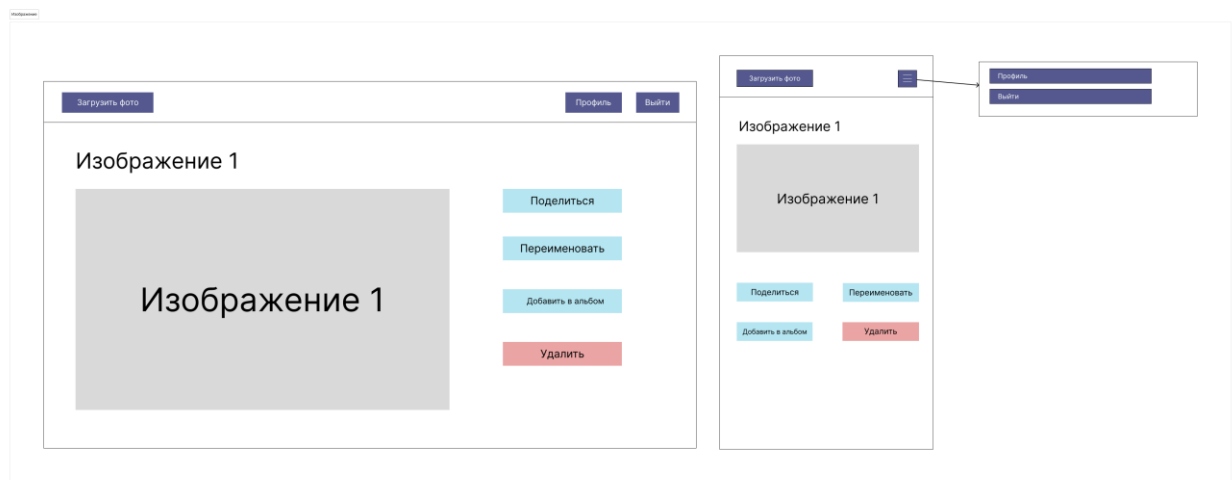 Изображение
Загрузить фото
Профиль
Выйти
Изображение 1
Изображение 1
Поделиться
Переименовать
Добавить в альбом
Удалить
Загрузить фото
Изображение 1
Изображение 1
Поделиться
Переименовать
Добавить в альбом
Удалить
Профиль
Выйти